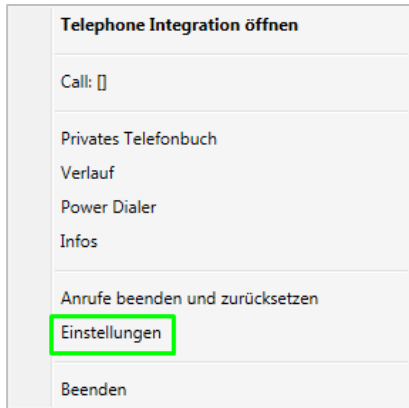 Telephone Integration öffnen
Call: []
Privates Telefonbuch
Verlauf
Power Dialer
Infos
Anrufe beenden und zurücksetzen
Einstellungen
Beenden